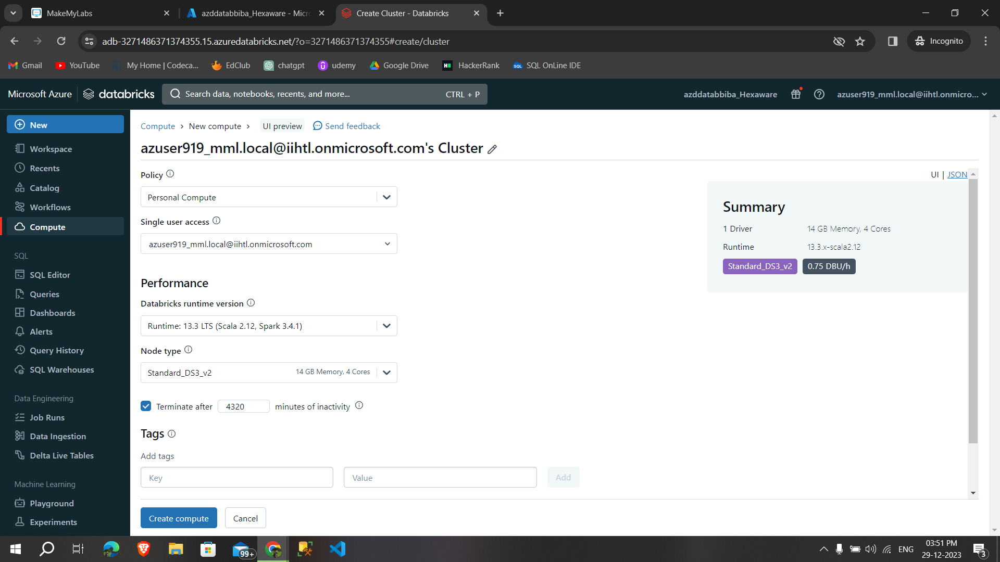 MakeMyLabs
azddatabbiba_Hexaware - Micro
Create Cluster - Databricks
adb-3271486371374355.15.azuredatabricks.net/?o=3271486371374355#create/cluster
Incognito
Gmail
YouTube
My Home | Codeca...
EdClub
chatgpt
udemy
Google Drive
HackerRank
SQL OnLine IDE
Microsoft Azure
databricks
Search data, notebooks, recents, and more...
CTRL + P
azddatabbiba_Hexaware
azuser919_mml.local@iihtl.onmicro...
New
Workspace
Recents
Catalog
Workflows
Compute
SQL
SQL Editor
Queries
Dashboards
Alerts
Query History
SQL Warehouses
Data Engineering
Job Runs
Data Ingestion
Delta Live Tables
Machine Learning
Playground
Experiments
Compute › New compute › UI preview Send feedback
azuser919_mml.local@iihtl.onmicrosoft.com's Cluster
UI | JSON
Policy
Personal Compute
Single user access
azuser919_mml.local@iihtl.onmicrosoft.com
Performance
Databricks runtime version
Runtime: 13.3 LTS (Scala 2.12, Spark 3.4.1)
Node type
Standard_DS3_v2 14 GB Memory, 4 Cores
Terminate after 4320 minutes of inactivity
Tags
Add tags
Key
Value
Add
Create compute
Cancel
Summary
1 Driver 14 GB Memory, 4 Cores
Runtime 13.3.x-scala2.12
Standard_DS3_v2 0.75 DBU/h
99+
ENG
03:51 PM
29-12-2023
3